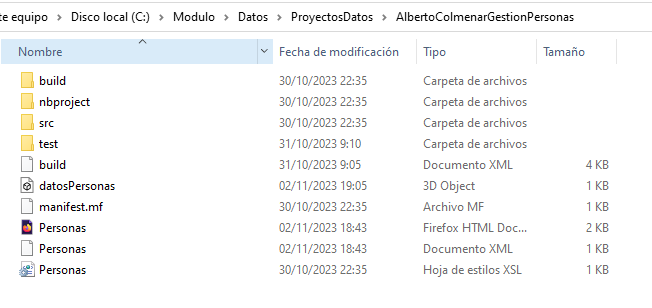 te equipo > Disco local (C:) > Modulo > Datos > ProyectosDatos > AlbertoColmenarGestionPersonas
Nombre Fecha de modificación Tipo Tamaño
build 30/10/2023 22:35 Carpeta de archivos
nbproject 30/10/2023 22:35 Carpeta de archivos
src 30/10/2023 22:35 Carpeta de archivos
test 31/10/2023 9:10 Carpeta de archivos
build 31/10/2023 9:05 Documento XML 4 KB
datosPersonas 02/11/2023 19:05 3D Object 1 KB
manifest.mf 30/10/2023 22:35 Archivo MF 1 KB
Personas 02/11/2023 18:43 Firefox HTML Doc... 2 KB
Personas 02/11/2023 18:43 Documento XML 1 KB
Personas 30/10/2023 22:35 Hoja de estilos XSL 1 KB